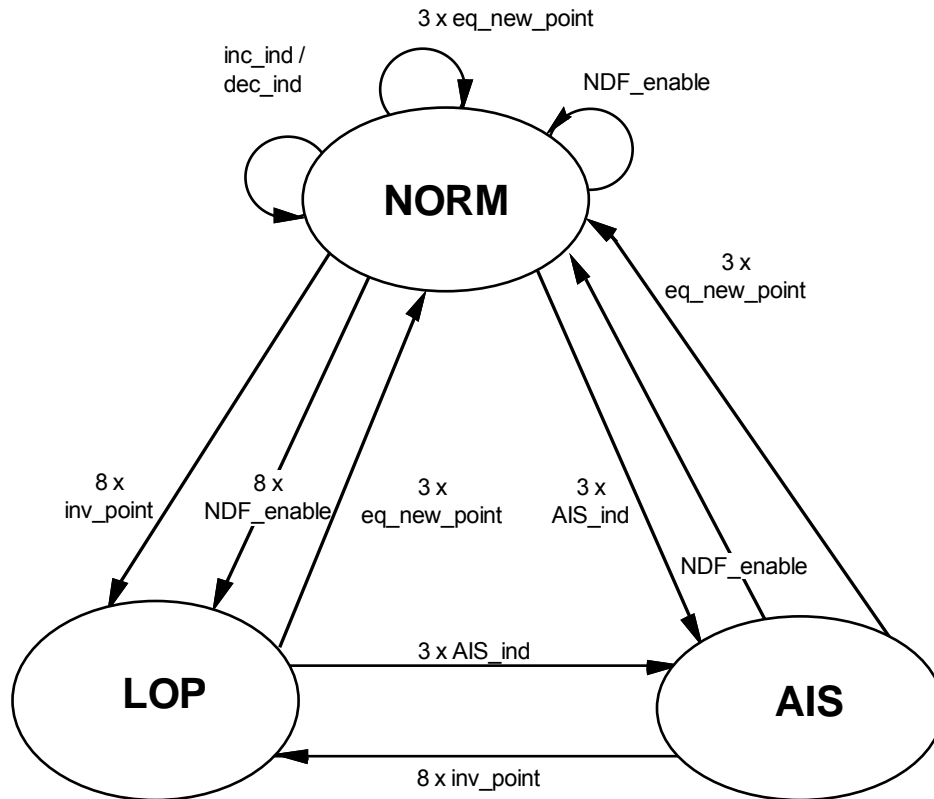 3 x eq_new_point
inc_ind /
dec_ind
NDF_enable
NORM
3 x
eq_new_point
8 x
inv_point
8 x
NDF_enable
3 x
eq_new_point
3 x
AIS_ind
NDF_enable
3 x AIS_ind
LOP
AIS
8 x inv_point